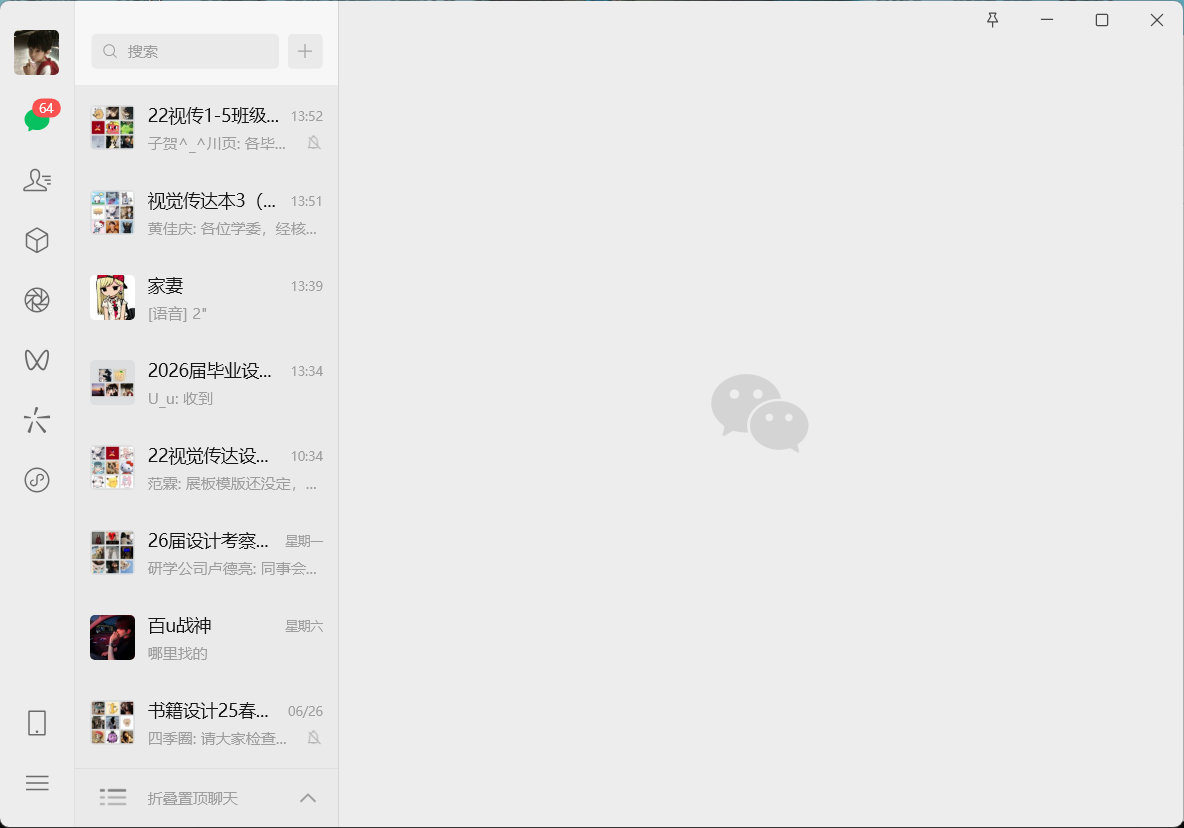 搜索
64
22视传1-5班级... 13:52
子贺^_^川页: 各毕...
视觉传达本3（... 13:51
黄佳庆: 各位学委，经核...
家妻 13:39
[语音] 2"
2026届毕业设... 13:34
U_u: 收到
22视觉传达设... 10:34
范霖: 展板模版还没定，...
26届设计考察... 星期一
研学公司卢德亮: 同事会...
百u战神 星期六
哪里找的
书籍设计25春... 06/26
四季圈: 请大家检查...
折叠置顶聊天